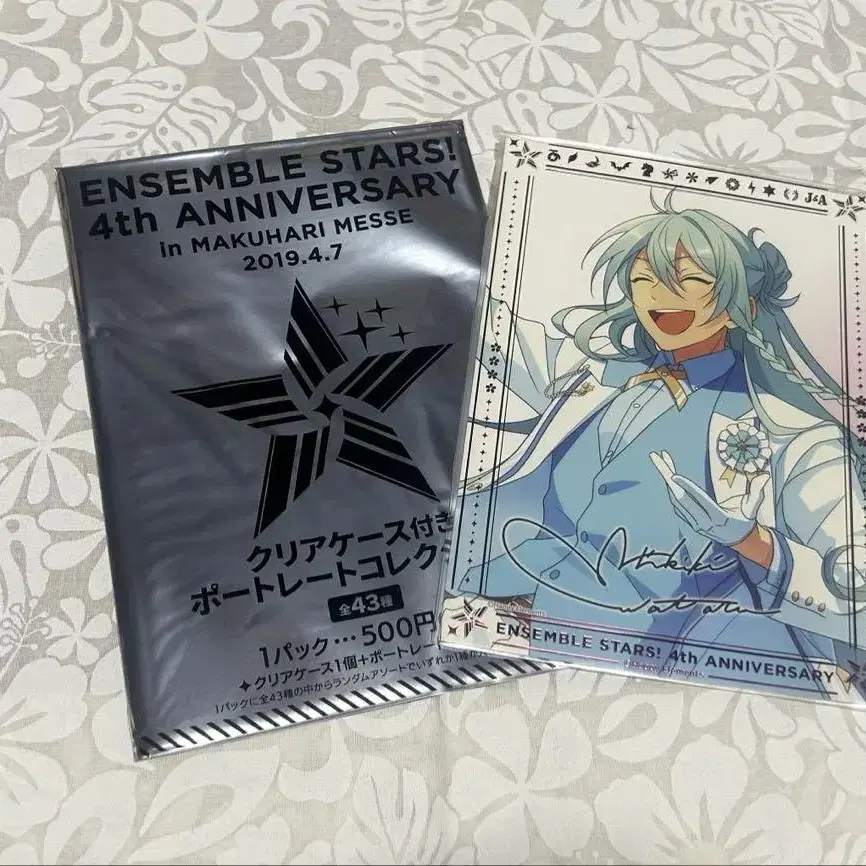 ENSEMBLE STARS!
4th ANNIVERSARY
in MAKUHARI MESSE
2019.4.7
クリアケース付き
ポートレートコレク
全43種
1パック…500円
✦クリアケース1個+ポートレー
1パックに全43種の中からランダムアソートでいずれか1種が
J&A
Hibiki
Wataru
ENSEMBLE STARS! 4th ANNIVERSARY